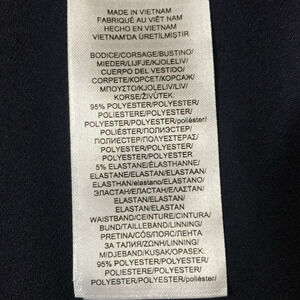 MADE IN VIETNAM
FABRIQUÉ AU VIÊT NAM
HECHO EN VIETNAM
VİETNAM'DA ÜRETİLMİŞTİR
BODICE/CORSAGE/BUSTINO/
MIEDER/LIJFJE/KJOLELIV/
CUERPO DEL VESTIDO/
CORPETE/КОРСЕТ/КОРСАЖ/
ΜΠΟΥΣΤΟ/KJOLELIV/LIV/
KORSE/ŽIVŮTEK:
95% POLYESTER/POLYESTER/
POLIESTERE/POLYESTER/
POLYESTER/POLYESTER/poliéster/
POLIÉSTER/ПОЛИЭСТЕР/
ПОЛИЕСТЕР/ΠΟΛΥΕΣΤΕΡΑΣ/
POLYESTER/POLYESTER/
POLYESTER/POLYESTER
5% ELASTANE/ÉLASTHANNE/
ELASTANE/ELASTAN/ELASTAAN/
ELASTHAN/elastano/ELASTANO/
ЭЛАСТАН/ЕЛАСТАН/ΕΛΑΣΤΑΝ/
ELASTAN/ELASTAN/
ELASTAN/ELASTAN
WAISTBAND/CEINTURE/CINTURA/
BUND/TAILLEBAND/LINNING/
PRETINA/CÓS/ПОЯС/ЛЕНТА
ЗА ТАЛИЯ/ΖΩΝΗ/LINNING/
MIDJEBAND/KUŞAK/OPASEK:
95% POLYESTER/POLYESTER/
POLIESTERE/POLYESTER/
POLYESTER/POLYESTER/poliéster/